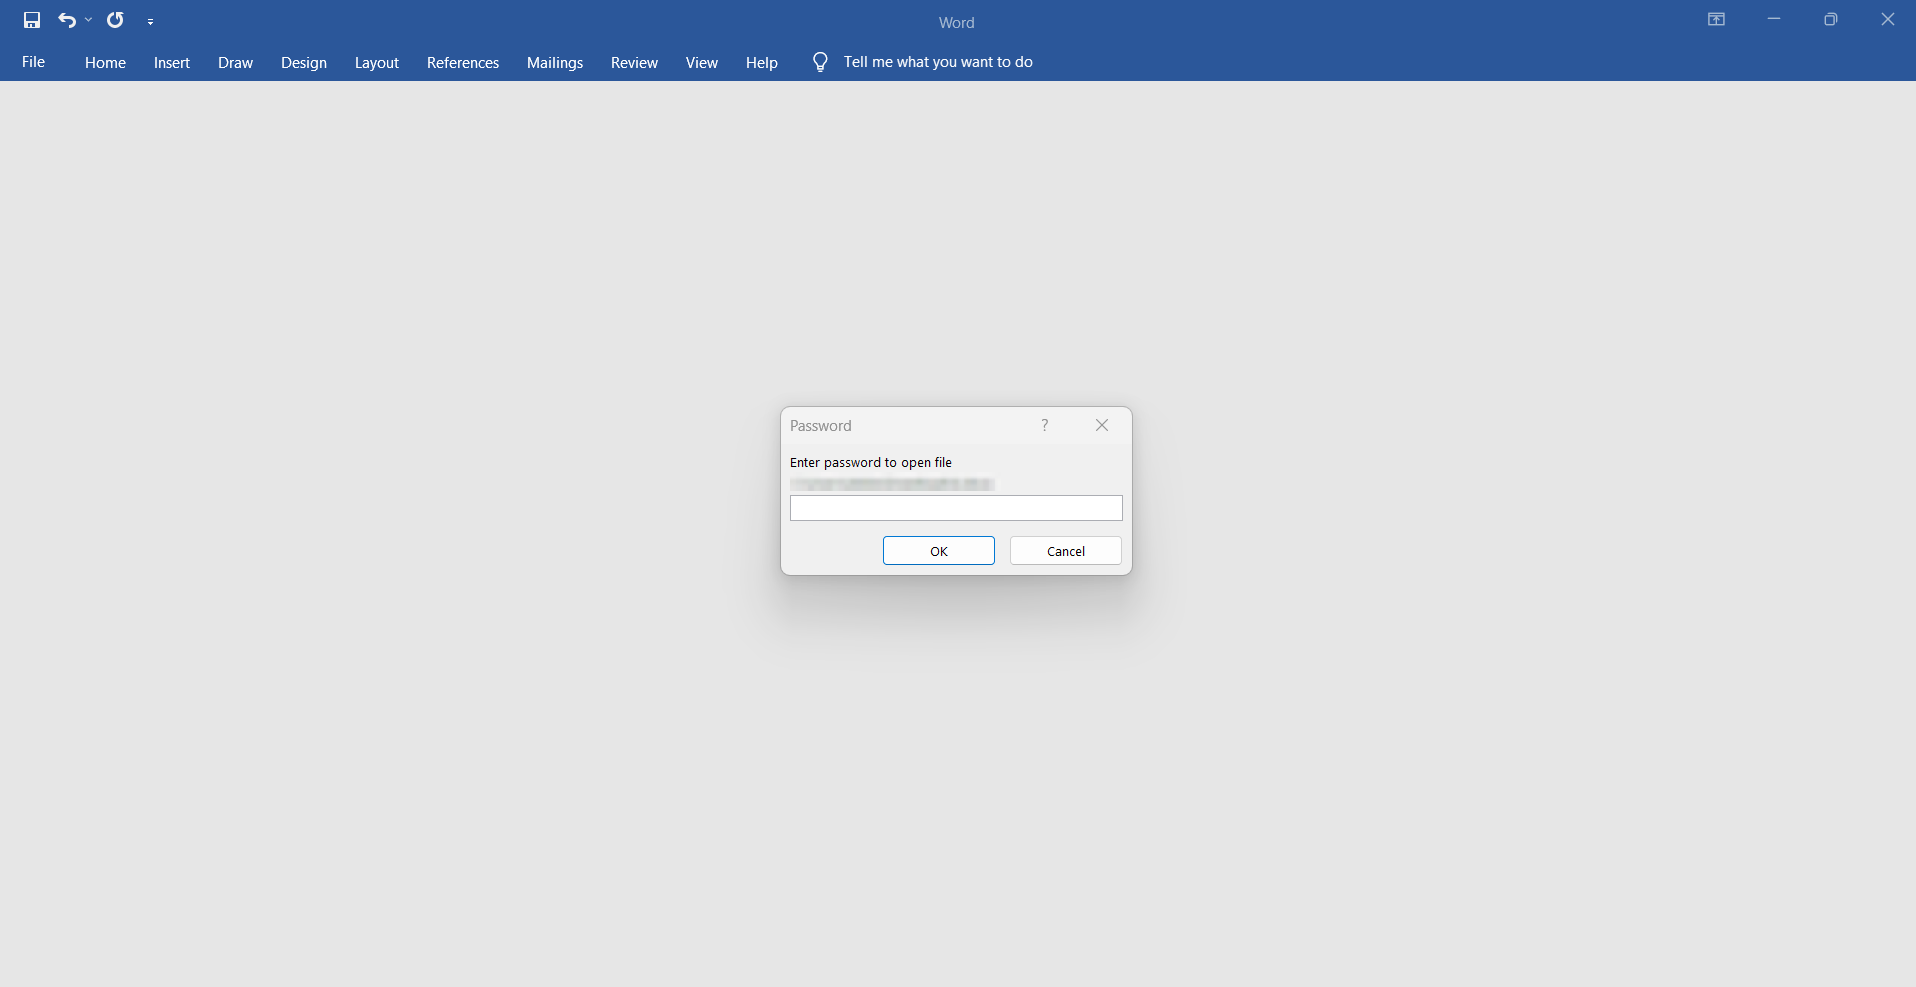 Word
File Home Insert Draw Design Layout References Mailings Review View Help Tell me what you want to do
Password ?
Enter password to open file
OK Cancel